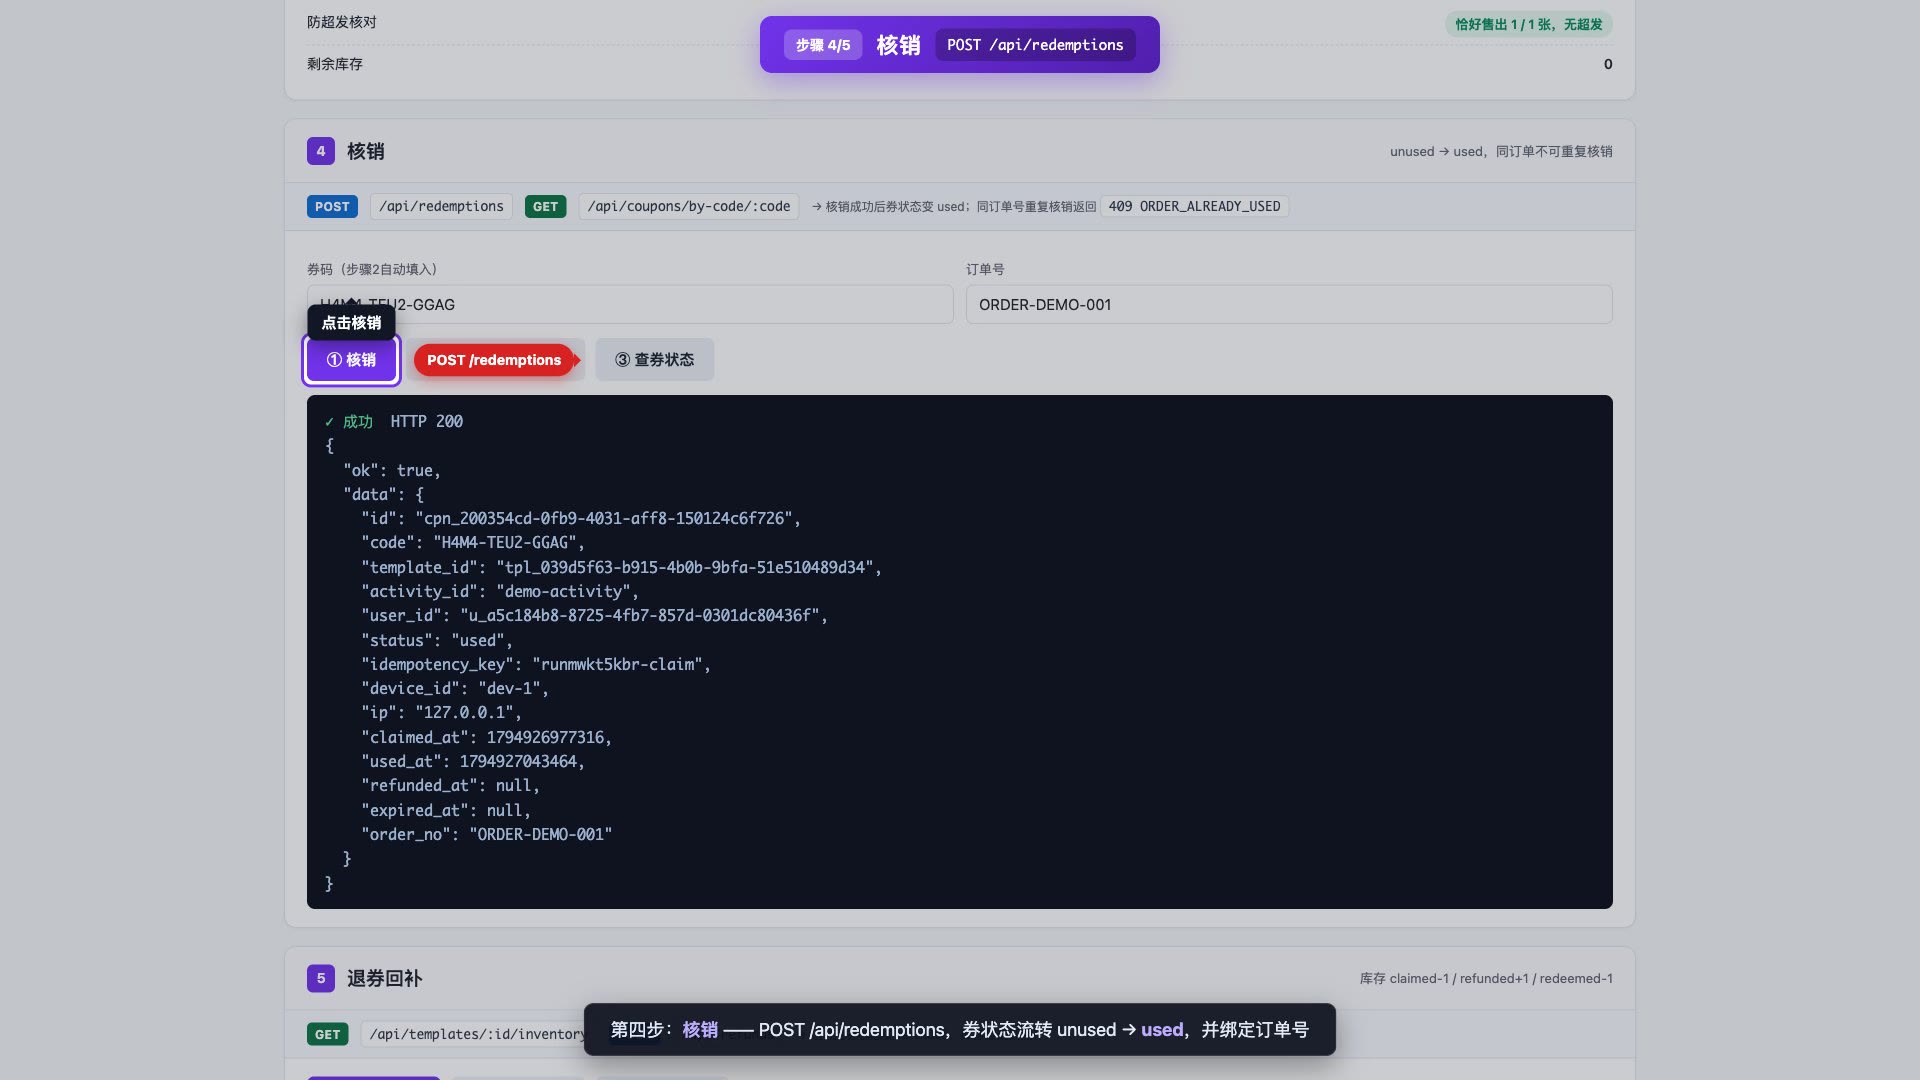 防超发核对
恰好售出 1 / 1 张，无超发
步骤 4/5 核销 POST /api/redemptions
剩余库存
0
4 核销
unused → used，同订单不可重复核销
POST /api/redemptions GET /api/coupons/by-code/:code → 核销成功后券状态变 used；同订单号重复核销返回 409 ORDER_ALREADY_USED
券码（步骤2自动填入）
订单号
H4M4-TEU2-GGAG
ORDER-DEMO-001
点击核销
① 核销
POST /redemptions
③ 查券状态
✓ 成功 HTTP 200
{
"ok": true,
"data": {
"id": "cpn_200354cd-0fb9-4031-aff8-150124c6f726",
"code": "H4M4-TEU2-GGAG",
"template_id": "tpl_039d5f63-b915-4b0b-9bfa-51e510489d34",
"activity_id": "demo-activity",
"user_id": "u_a5c184b8-8725-4fb7-857d-0301dc80436f",
"status": "used",
"idempotency_key": "runmwkt5kbr-claim",
"device_id": "dev-1",
"ip": "127.0.0.1",
"claimed_at": 1794926977316,
"used_at": 1794927043464,
"refunded_at": null,
"expired_at": null,
"order_no": "ORDER-DEMO-001"
}
}
5 退券回补
库存 claimed-1 / refunded+1 / redeemed-1
GET /api/templates/:id/inventory
第四步：核销 —— POST /api/redemptions，券状态流转 unused → used，并绑定订单号